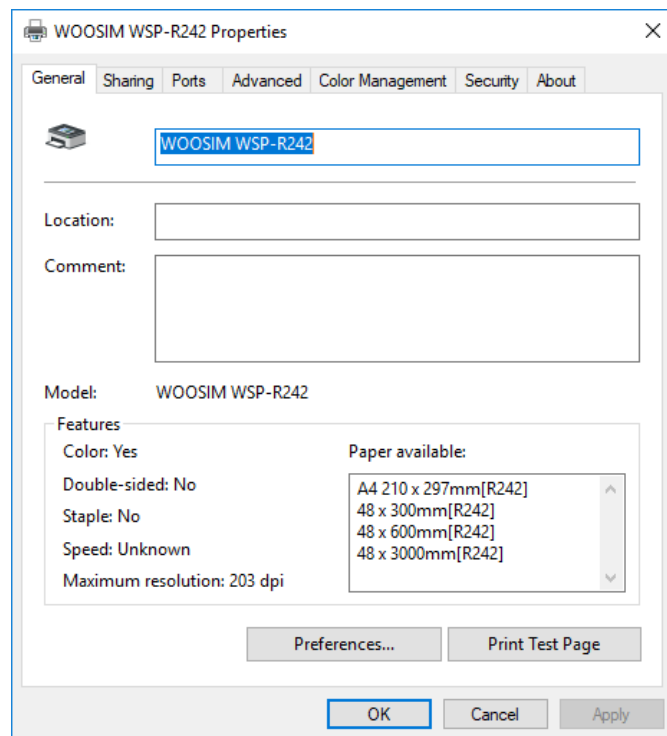 WOOSIM WSP-R242 Properties
General Sharing Ports Advanced Color Management Security About
WOOSIM WSP-R242
Location:
Comment:
Model: WOOSIM WSP-R242
Features
Color: Yes
Double-sided: No
Staple: No
Speed: Unknown
Maximum resolution: 203 dpi
Paper available:
A4 210 x 297mm[R242]
48 x 300mm[R242]
48 x 600mm[R242]
48 x 3000mm[R242]
Preferences... Print Test Page
OK Cancel Apply